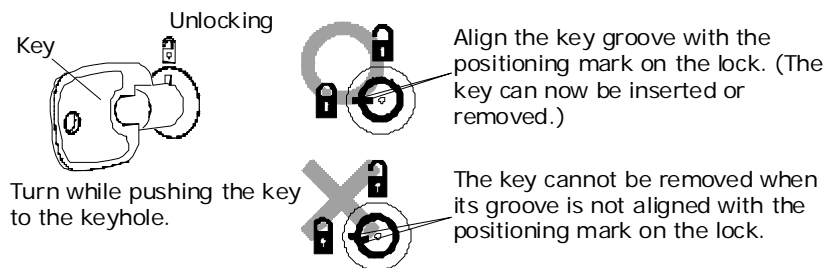 Unlocking
Key
Turn while pushing the key
to the keyhole.
Align the key groove with the
positioning mark on the lock. (The
key can now be inserted or
removed.)
The key cannot be removed when
its groove is not aligned with the
positioning mark on the lock.